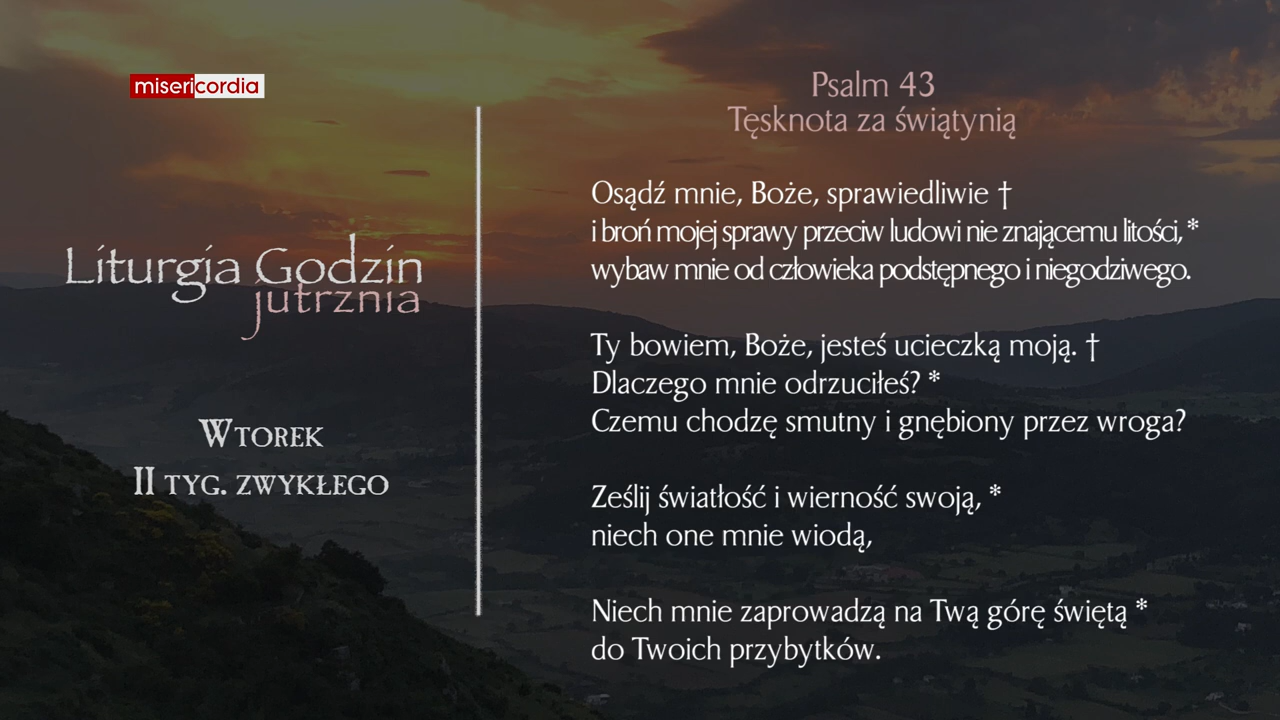 misericordia
Liturgia Godzin
jutrznia
Wtorek
II tyg. zwykłego
Psalm 43
Tęsknota za świątynią
Osądź mnie, Boże, sprawiedliwie †
i broń mojej sprawy przeciw ludowi nie znającemu litości, *
wybaw mnie od człowieka podstępnego i niegodziwego.
Ty bowiem, Boże, jesteś ucieczką moją. †
Dlaczego mnie odrzuciłeś? *
Czemu chodzę smutny i gnębiony przez wroga?
Ześlij światłość i wierność swoją, *
niech one mnie wiodą,
Niech mnie zaprowadzą na Twą górę świętą *
do Twoich przybytków.